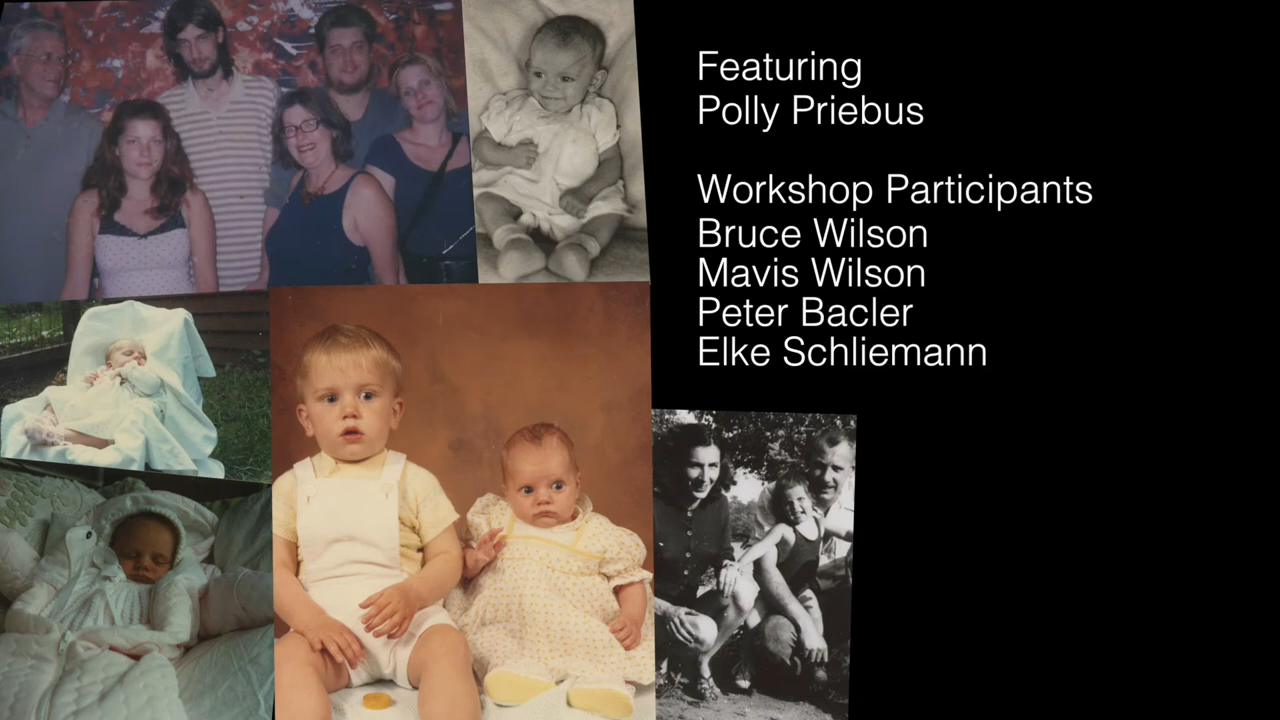 Featuring
Polly Priebus
Workshop Participants
Bruce Wilson
Mavis Wilson
Peter Bacler
Elke Schliemann